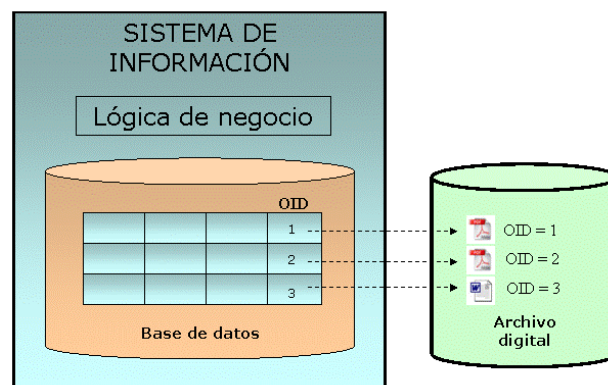 SISTEMA DE
INFORMACIÓN
Lógica de negocio
OID
1
2
3
Base de datos
OID = 1
OID = 2
OID = 3
Archivo
digital